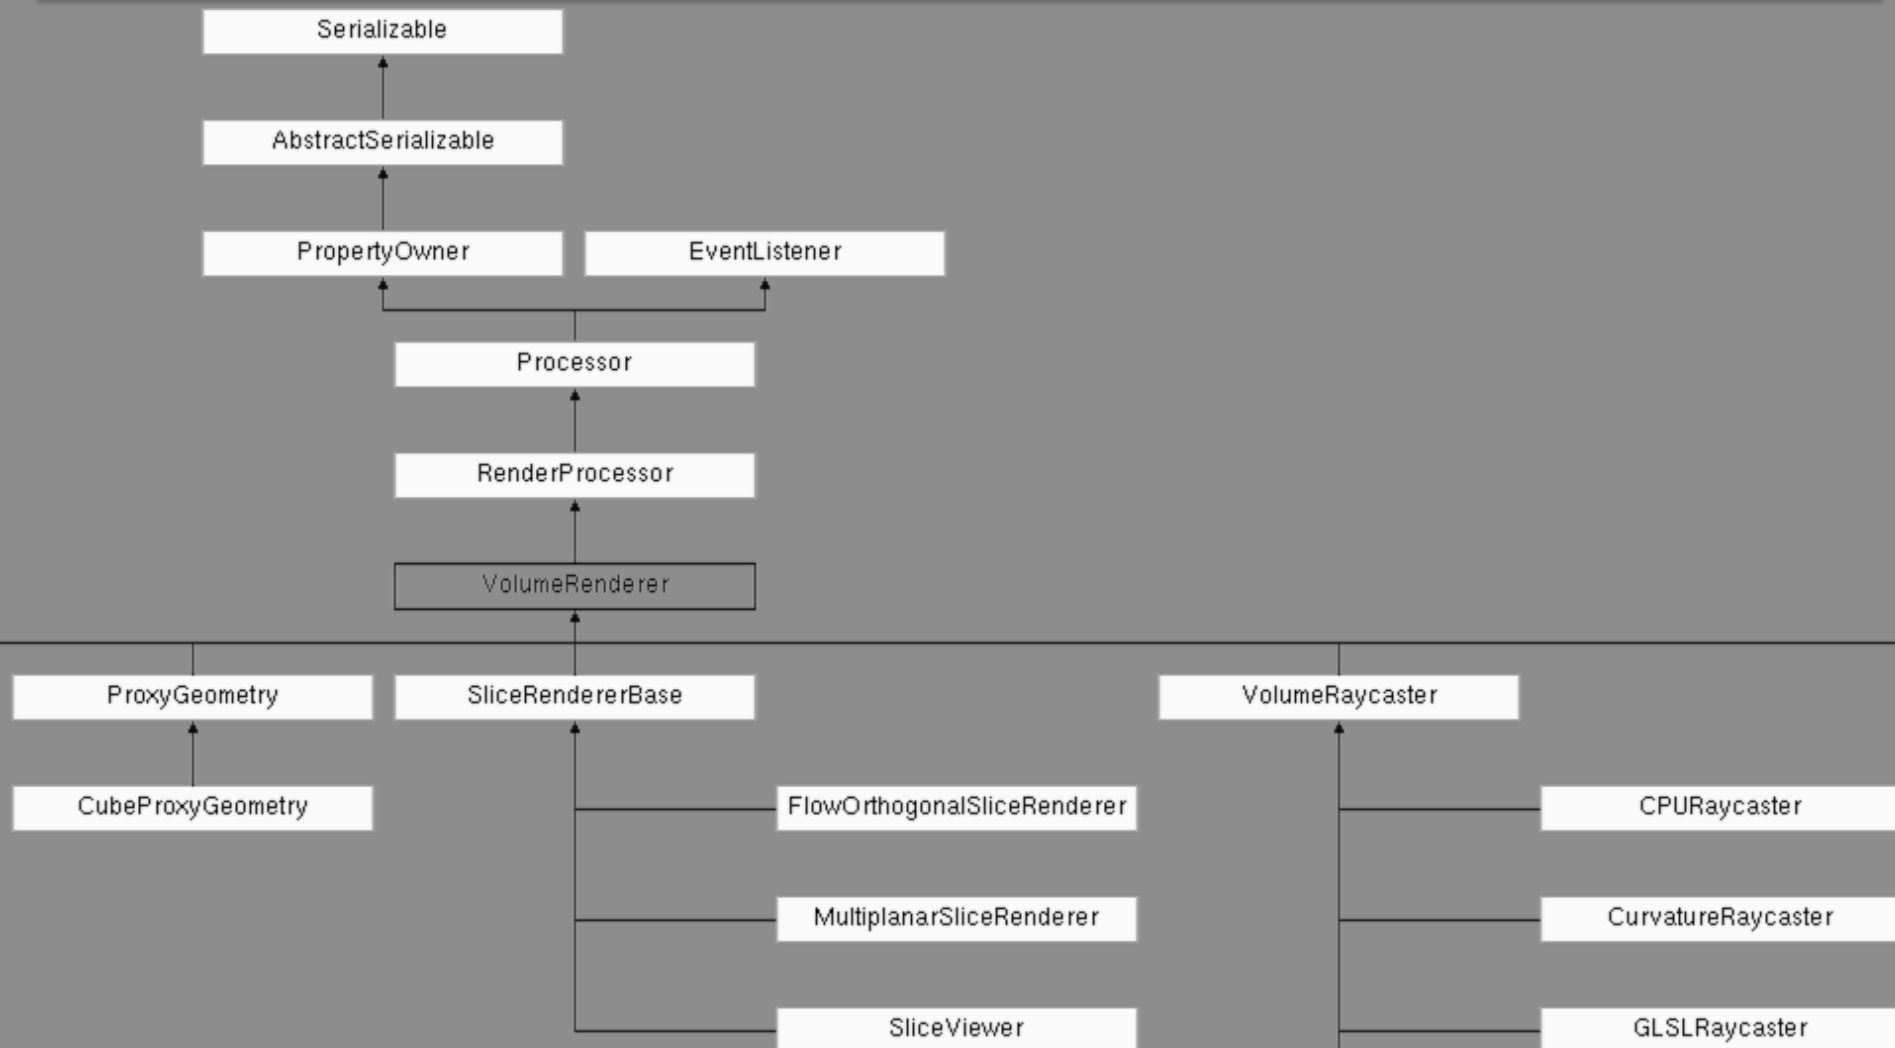 Serializable
AbstractSerializable
PropertyOwner
EventListener
Processor
RenderProcessor
VolumeRenderer
ProxyGeometry
SliceRendererBase
VolumeRaycaster
CubeProxyGeometry
FlowOrthogonalSliceRenderer
CPURaycaster
MultiplanarSliceRenderer
CurvatureRaycaster
SliceViewer
GLSLRaycaster